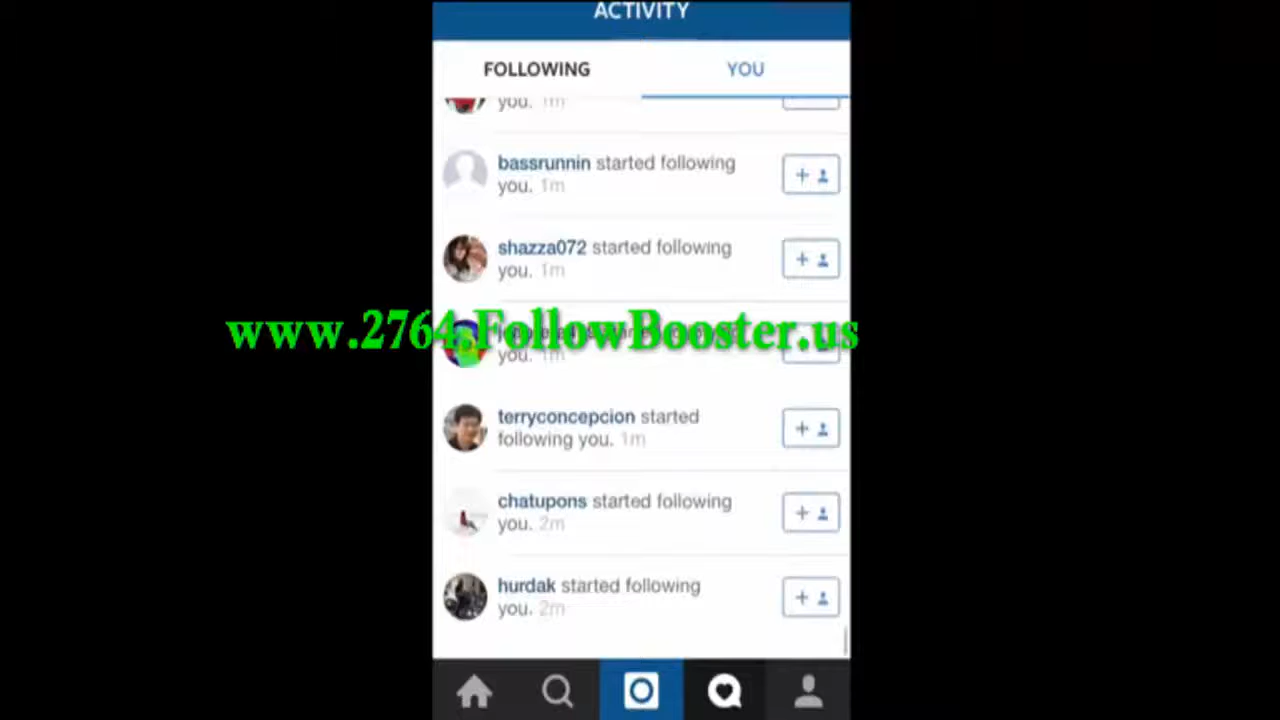 ACTIVITY
FOLLOWING
YOU
you. 1m
bassrunnin started following
you. 1m
shazza072 started following
you. 1m
www.2764.FollowBooster.us
you. 1m
terryconcepcion started
following you. 1m
chatupons started following
you. 2m
hurdak started following
you. 2m